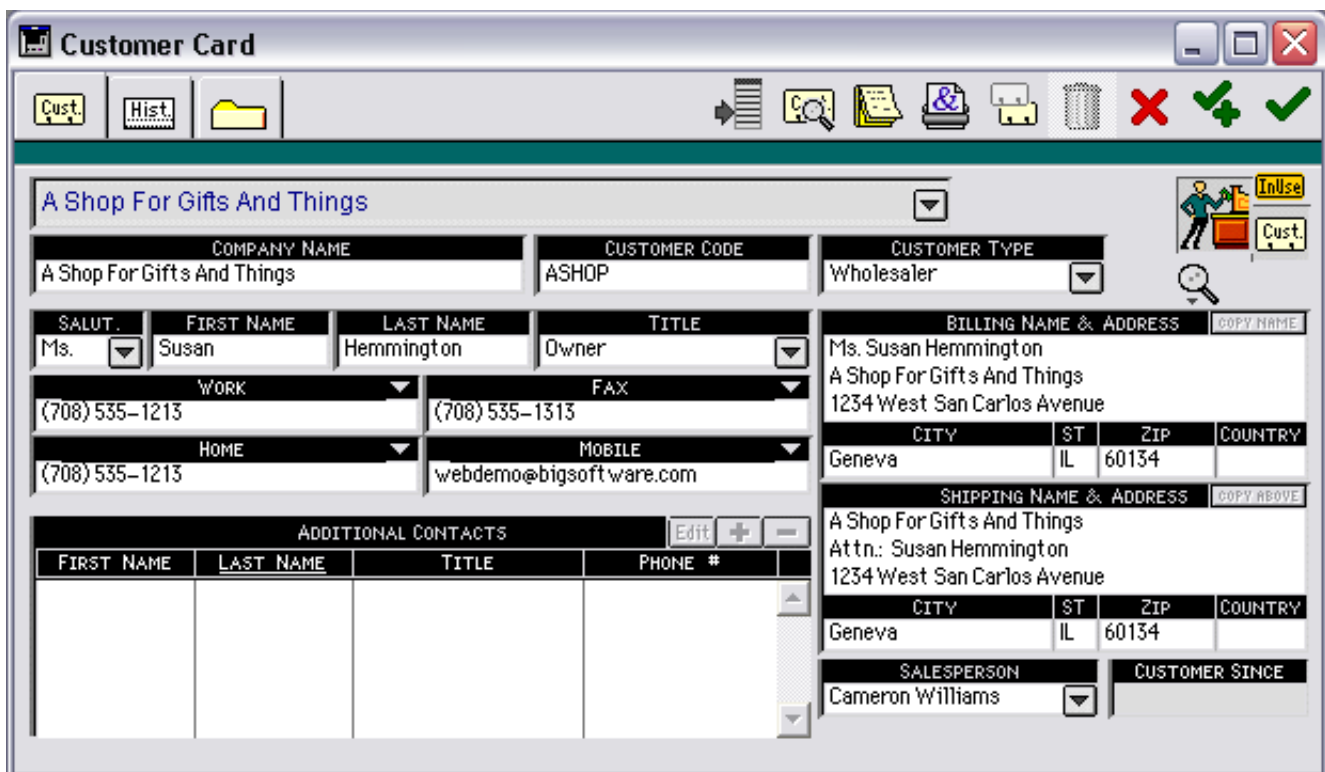 Customer Card
Cust. Hist. C. &
A Shop For Gifts And Things
InUse
Cust.
COMPANY NAME CUSTOMER CODE CUSTOMER TYPE
A Shop For Gifts And Things ASHOP Wholesaler
SALUT. FIRST NAME LAST NAME TITLE
Ms. Susan Hemmington Owner
WORK FAX
(708) 535-1213 (708) 535-1313
HOME MOBILE
(708) 535-1213 webdemo@bigsoftware.com
ADDITIONAL CONTACTS Edit + -
FIRST NAME LAST NAME TITLE PHONE #
BILLING NAME & ADDRESS COPY NAME
Ms. Susan Hemmington
A Shop For Gifts And Things
1234 West San Carlos Avenue
CITY ST ZIP COUNTRY
Geneva IL 60134
SHIPPING NAME & ADDRESS COPY ABOVE
A Shop For Gifts And Things
Attn.: Susan Hemmington
1234 West San Carlos Avenue
CITY ST ZIP COUNTRY
Geneva IL 60134
SALESPERSON CUSTOMER SINCE
Cameron Williams